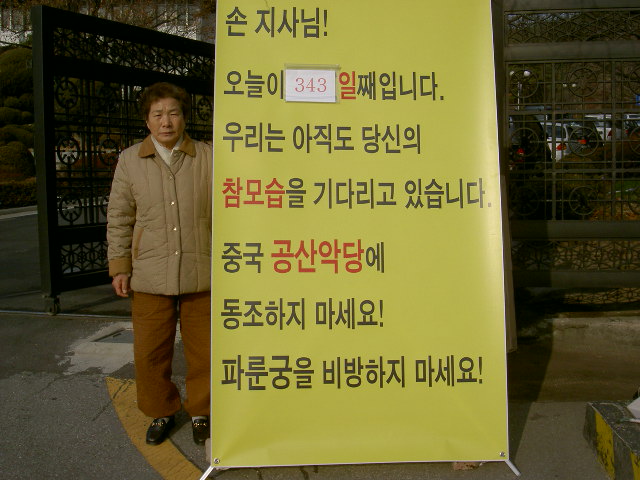 손 지사님!
오늘이 343 일째입니다.
우리는 아직도 당신의
참모습을 기다리고 있습니다.
중국 공산악당에
동조하지 마세요!
파룬궁을 비방하지 마세요!